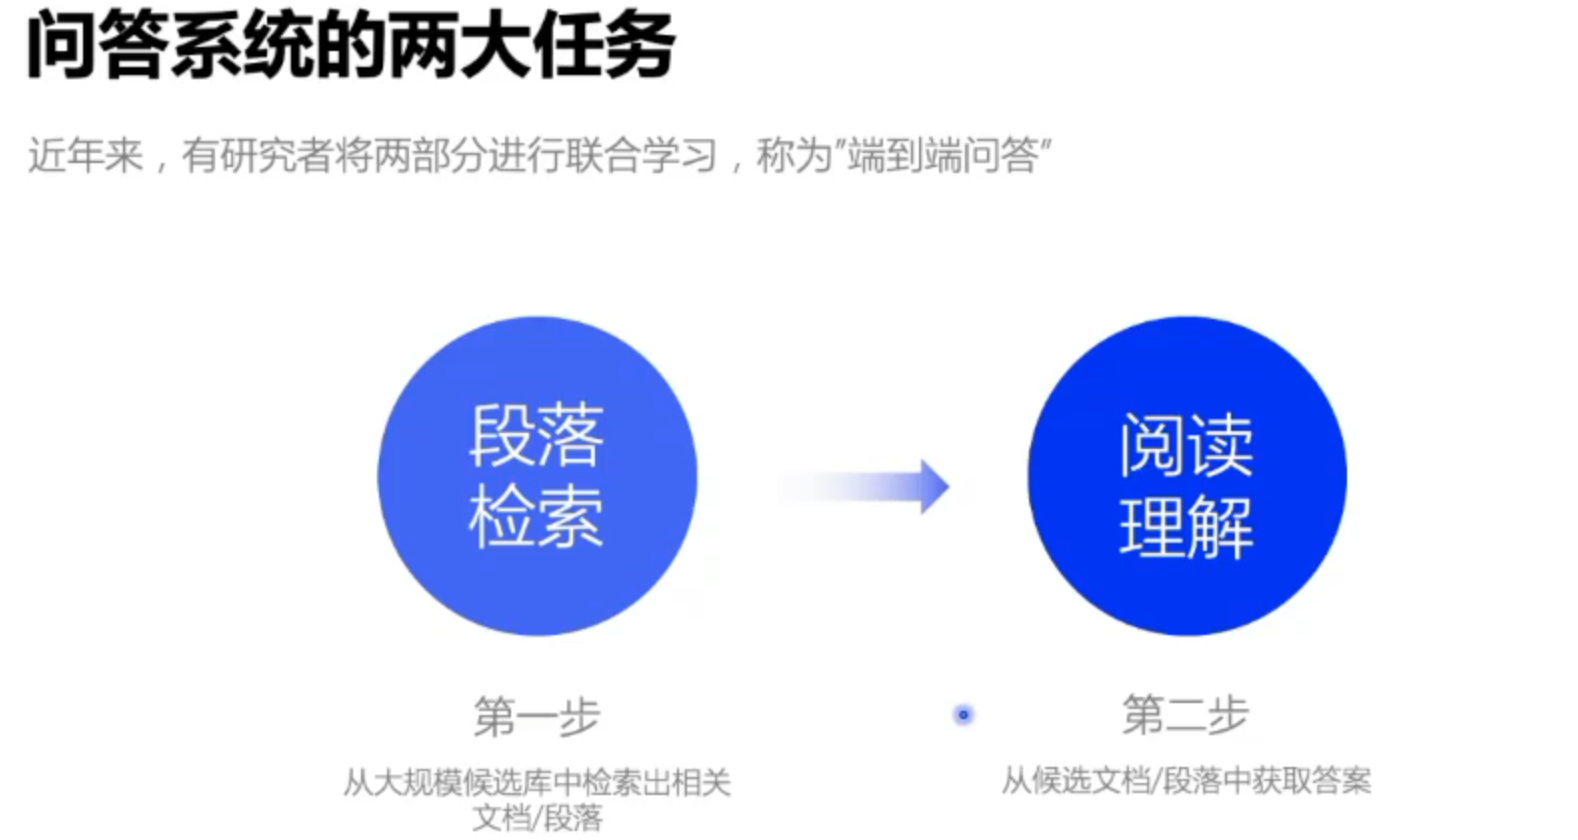 问答系统的两大任务
近年来，有研究者将两部分进行联合学习，称为"端到端问答"
段落
检索
阅读
理解
第一步
从大规模候选库中检索出相关
文档/段落
第二步
从候选文档/段落中获取答案